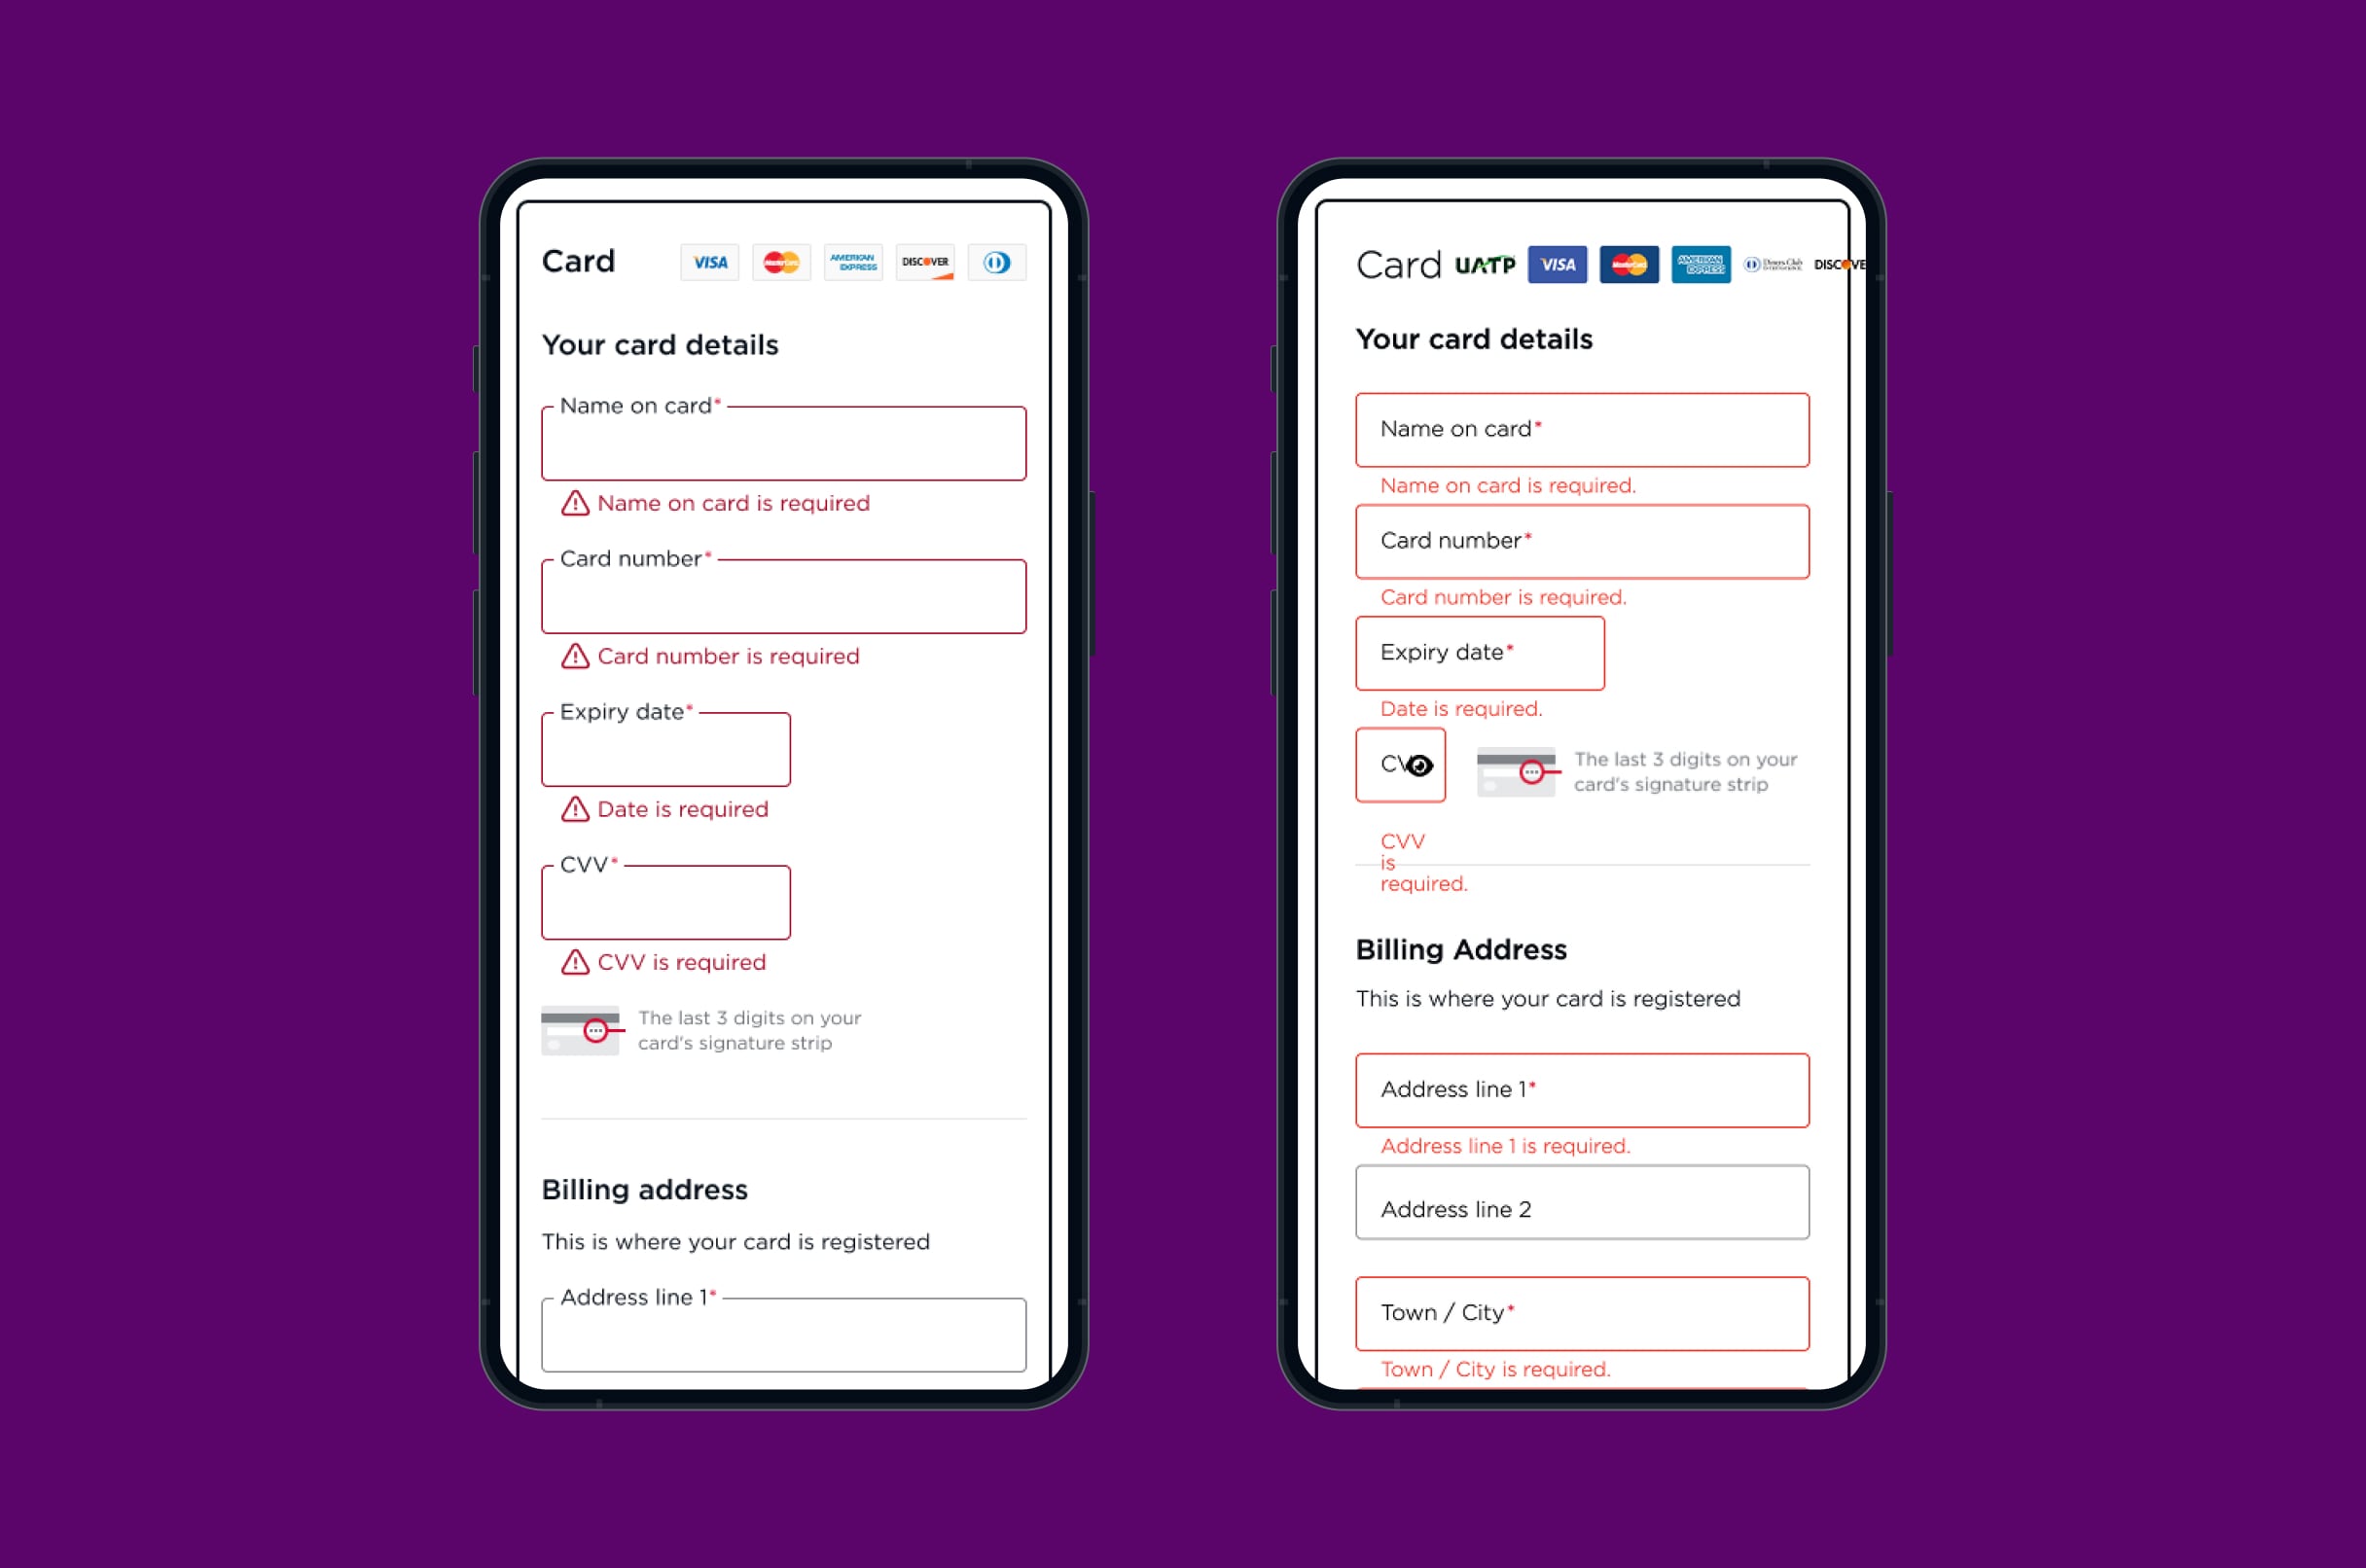 Card VISA MasterCard AMERICAN EXPRESS DISCOVER
Your card details
Name on card*
Name on card is required
Card number*
Card number is required
Expiry date*
Date is required
CVV*
CVV is required
The last 3 digits on your
card's signature strip
Billing address
This is where your card is registered
Address line 1*
Card UATP VISA MasterCard AMERICAN EXPRESS Diners Club INTERNATIONAL DISCOVE
Your card details
Name on card*
Name on card is required.
Card number*
Card number is required.
Expiry date*
Date is required.
CV
The last 3 digits on your
card's signature strip
CVV
is
required.
Billing Address
This is where your card is registered
Address line 1*
Address line 1 is required.
Address line 2
Town / City*
Town / City is required.